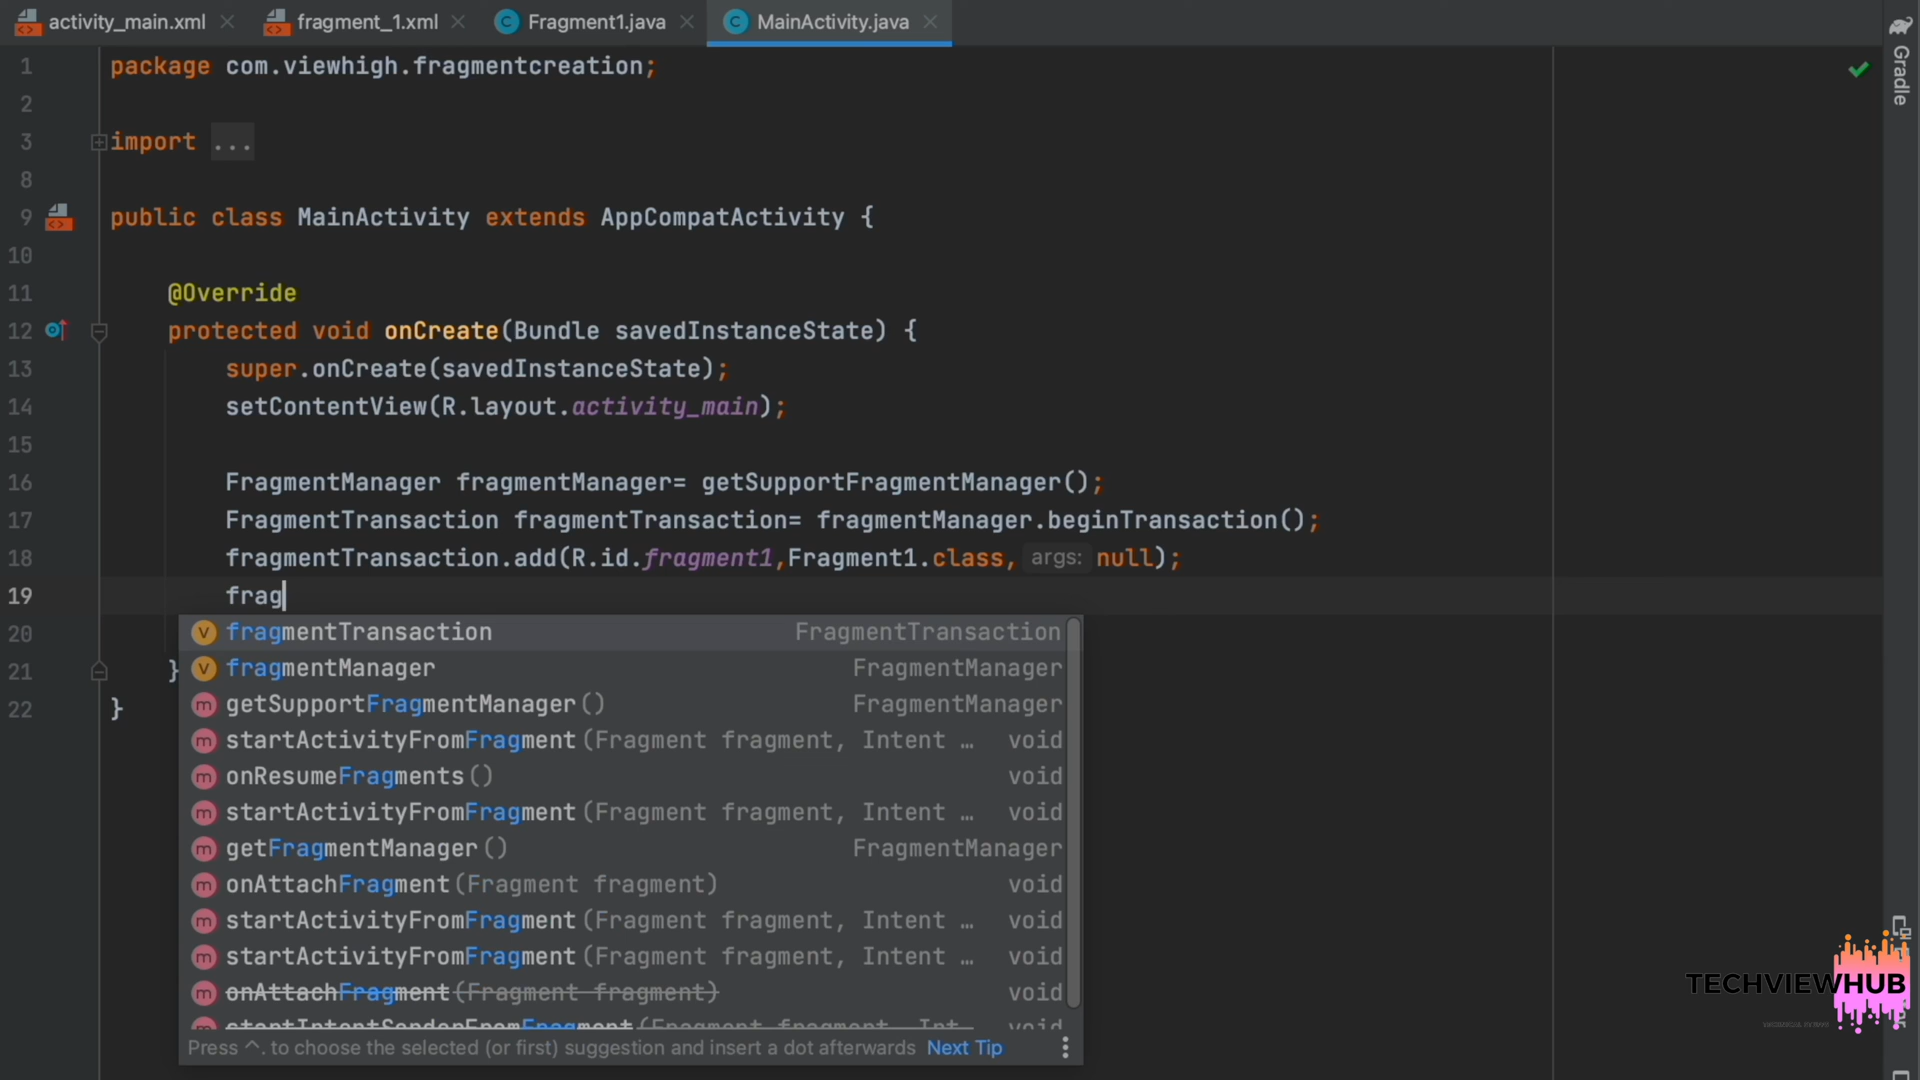 activity_main.xml
fragment_1.xml
Fragment1.java
MainActivity.java
Gradle
1 package com.viewhigh.fragmentcreation;
2
3 import ...
8
9 public class MainActivity extends AppCompatActivity {
10
11 @Override
12 protected void onCreate(Bundle savedInstanceState) {
13 super.onCreate(savedInstanceState);
14 setContentView(R.layout.activity_main);
15
16 FragmentManager fragmentManager= getSupportFragmentManager();
17 FragmentTransaction fragmentTransaction= fragmentManager.beginTransaction();
18 fragmentTransaction.add(R.id.fragment1,Fragment1.class, args: null);
19 frag
20
21 }
22 }
fragmentTransaction FragmentTransaction
fragmentManager FragmentManager
getSupportFragmentManager() FragmentManager
startActivityFromFragment(Fragment fragment, Intent … void
onResumeFragments() void
startActivityFromFragment(Fragment fragment, Intent … void
getFragmentManager() FragmentManager
onAttachFragment(Fragment fragment) void
startActivityFromFragment(Fragment fragment, Intent … void
startActivityFromFragment(Fragment fragment, Intent … void
onAttachFragment(Fragment fragment) void
startIntentSenderFromFragment(Fragment fragment, Int… void
Press ^. to choose the selected (or first) suggestion and insert a dot afterwards Next Tip
TECHVIEWHUB